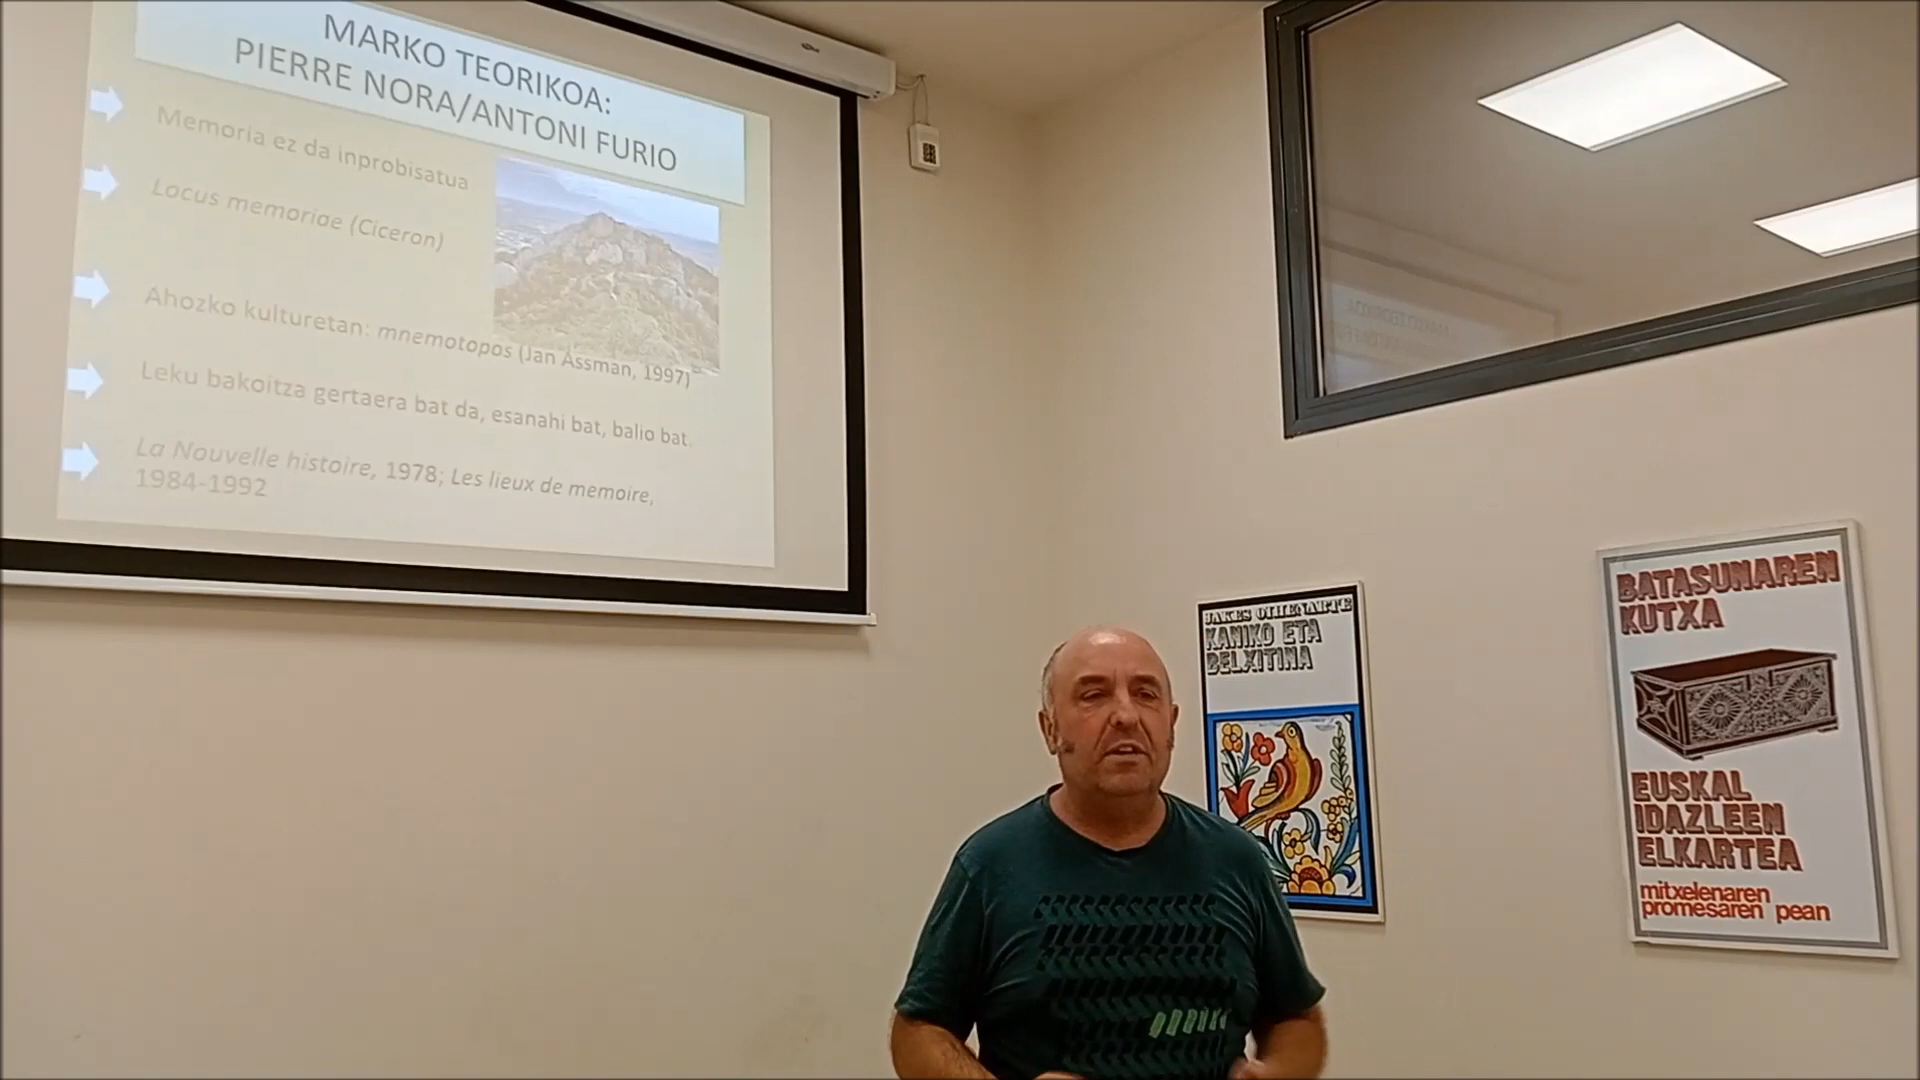 MARKO TEORIKOA:
PIERRE NORA/ANTONI FURIO
Memoria ez da inprobisatua
Locus memoriae (Ciceron)
Ahozko kulturetan: mnemotopos (Jan Assman, 1997)
Leku bakoitza gertaera bat da, esanahi bat, balio bat.
La Nouvelle histoire, 1978; Les lieux de memoire,
1984-1992
JAKES OIHENARTE
KANIKO ETA
BELXITINA
BATASUNAREN
KUTXA
EUSKAL
IDAZLEEN
ELKARTEA
mitxelenaren
promesaren pean